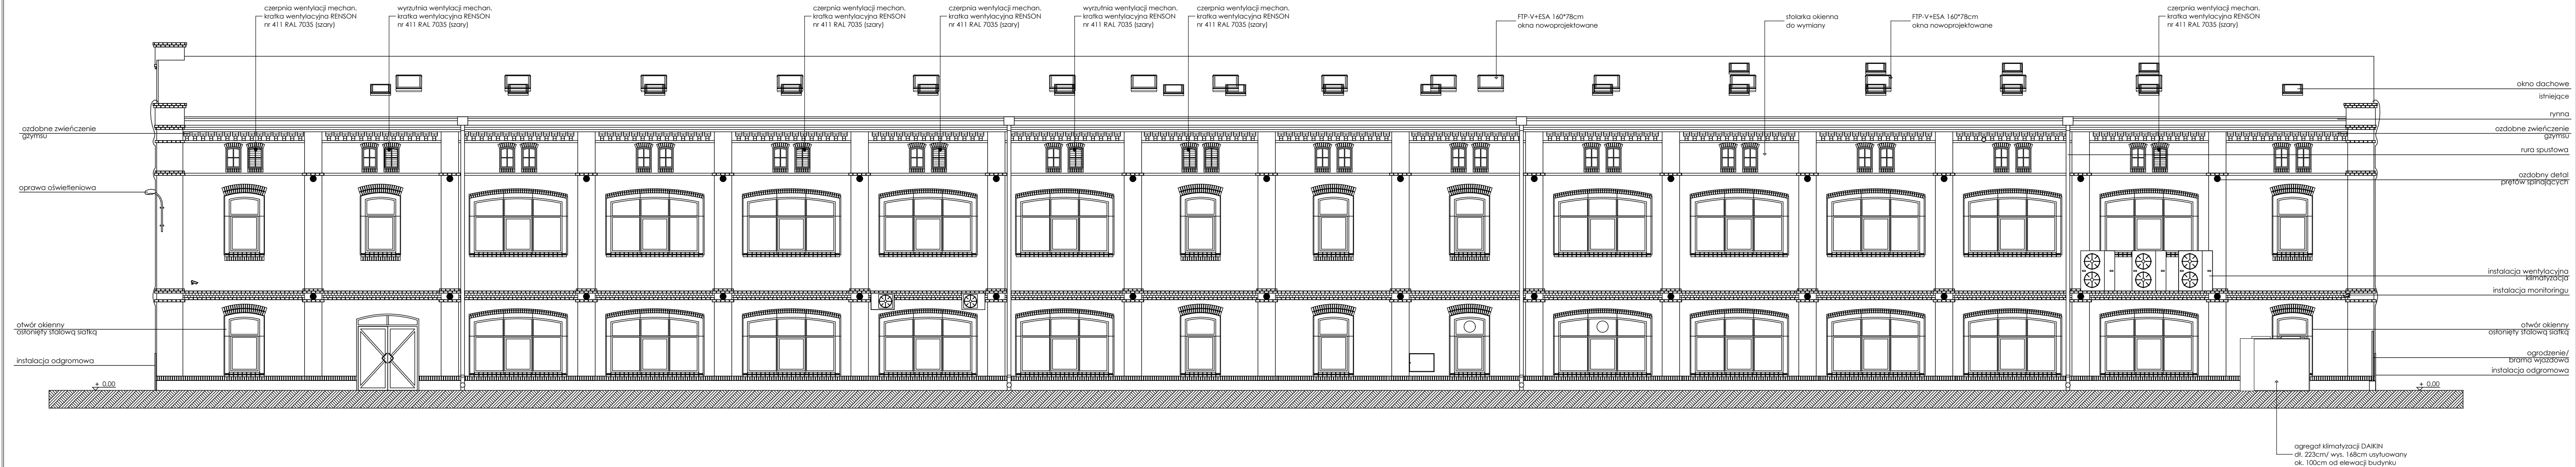 czerpnia wentylacji mechan.
kratka wentylacyjna RENSON
nr 411 RAL 7035 (szary)
wyrzutnia wentylacji mechan.
kratka wentylacyjna RENSON
nr 411 RAL 7035 (szary)
czerpnia wentylacji mechan.
kratka wentylacyjna RENSON
nr 411 RAL 7035 (szary)
czerpnia wentylacji mechan.
kratka wentylacyjna RENSON
nr 411 RAL 7035 (szary)
wyrzutnia wentylacji mechan.
kratka wentylacyjna RENSON
nr 411 RAL 7035 (szary)
czerpnia wentylacji mechan.
kratka wentylacyjna RENSON
nr 411 RAL 7035 (szary)
FTP-V+ESA 160*78cm
okna nowoprojektowane
stolarka okienna
do wymiany
FTP-V+ESA 160*78cm
okna nowoprojektowane
czerpnia wentylacji mechan.
kratka wentylacyjna RENSON
nr 411 RAL 7035 (szary)
ozdobne zwieńczenie
gzymsu
oprawa oświetleniowa
otwór okienny
osłonięty stalową siatką
instalacja odgromowa
+ 0,00
okno dachowe
istniejące
rynna
ozdobne zwieńczenie
gzymsu
rura spustowa
ozdobny detal
prętów spinających
instalacja wentylacyjna
klimatyzacja
instalacja monitoringu
otwór okienny
osłonięty stalową siatką
ogrodzenie/
brama wjazdowa
instalacja odgromowa
+ 0,00
agregat klimatyzacji DAIKIN
dł. 223cm/ wys. 168cm usytuowany
ok. 100cm od elewacji budynku